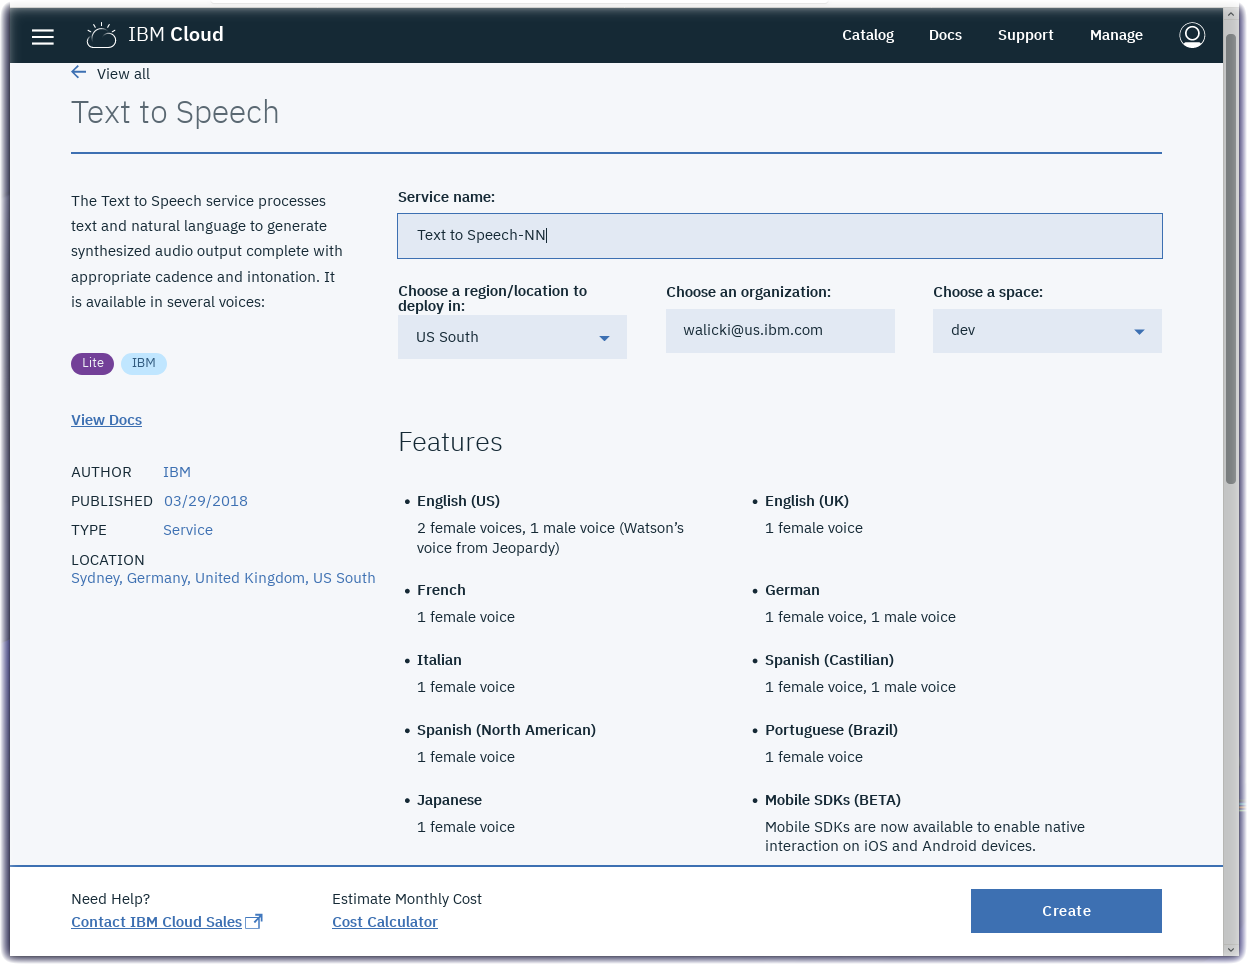 IBM Cloud
Catalog Docs Support Manage
View all
Text to Speech
The Text to Speech service processes
text and natural language to generate
synthesized audio output complete with
appropriate cadence and intonation. It
is available in several voices:
Lite IBM
View Docs
AUTHOR IBM
PUBLISHED 03/29/2018
TYPE Service
LOCATION
Sydney, Germany, United Kingdom, US South
Service name:
Text to Speech-NN
Choose a region/location to
deploy in:
US South
Choose an organization:
walicki@us.ibm.com
Choose a space:
dev
Features
• English (US)
2 female voices, 1 male voice (Watson’s
voice from Jeopardy)
• English (UK)
1 female voice
• French
1 female voice
• German
1 female voice, 1 male voice
• Italian
1 female voice
• Spanish (Castilian)
1 female voice, 1 male voice
• Spanish (North American)
1 female voice
• Portuguese (Brazil)
1 female voice
• Japanese
1 female voice
• Mobile SDKs (BETA)
Mobile SDKs are now available to enable native
interaction on iOS and Android devices.
Need Help?
Contact IBM Cloud Sales
Estimate Monthly Cost
Cost Calculator
Create